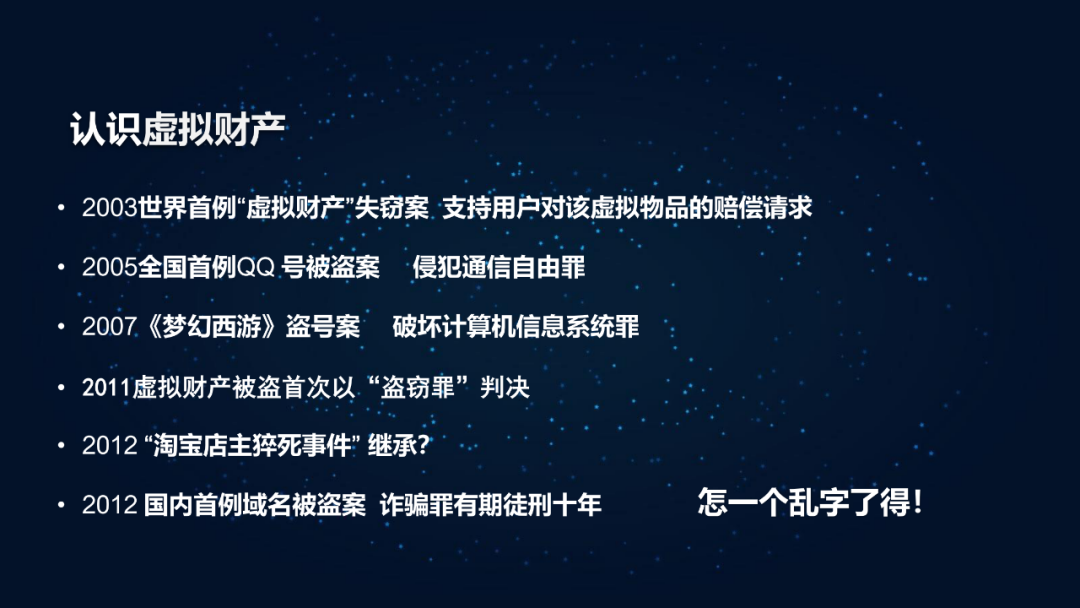 认识虚拟财产
• 2003世界首例“虚拟财产”失窃案 支持用户对该虚拟物品的赔偿请求
• 2005全国首例QQ 号被盗案 侵犯通信自由罪
• 2007《梦幻西游》盗号案 破坏计算机信息系统罪
• 2011虚拟财产被盗首次以“盗窃罪”判决
• 2012 “淘宝店主猝死事件” 继承?
• 2012 国内首例域名被盗案 诈骗罪有期徒刑十年 怎一个乱字了得！